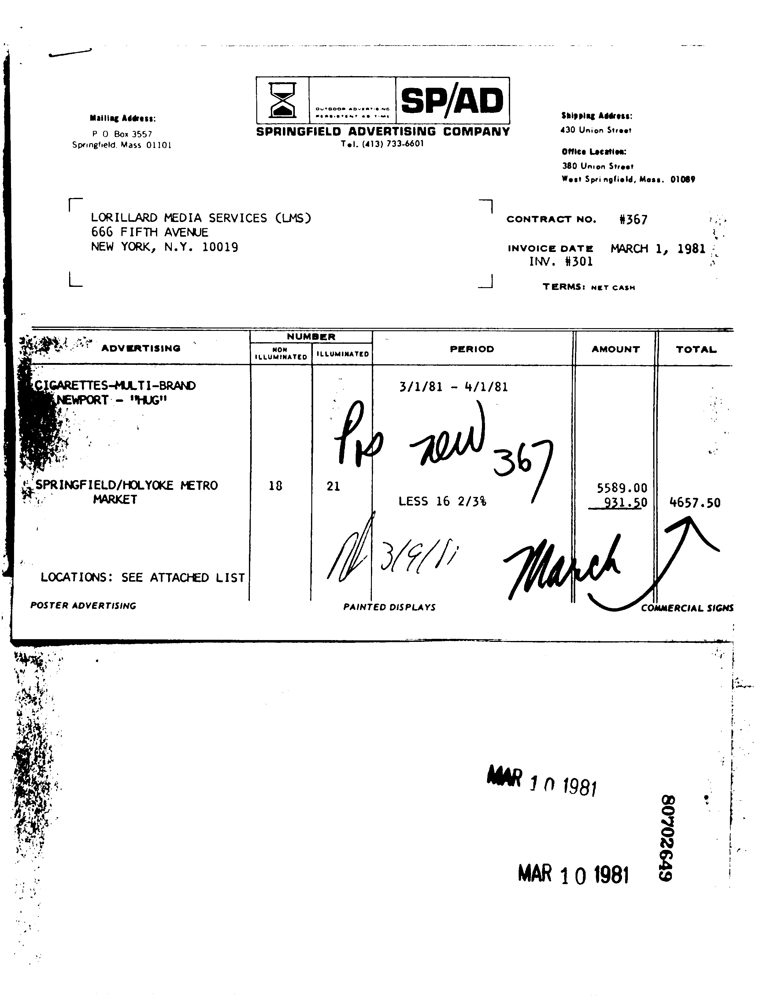 OUTDOOR ADVERTISING
PERSISTENT AS TIME
SP/AD
SPRINGFIELD ADVERTISING COMPANY
Tel. (413) 733-6601
Mailing Address:
P O Box 3557
Springfield, Mass 01101
Shipping Address:
430 Union Street
Office Location:
380 Union Street
West Springfield, Mass. 01089
LORILLARD MEDIA SERVICES (LMS)
666 FIFTH AVENUE
NEW YORK, N.Y. 10019
CONTRACT NO. #367
INVOICE DATE MARCH 1, 1981
INV. #301
TERMS: NET CASH
ADVERTISING NUMBER PERIOD AMOUNT TOTAL
NON ILLUMINATED ILLUMINATED
CIGARETTES-MULTI-BRAND 3/1/81 - 4/1/81
NEWPORT - "HUG"
new 367
SPRINGFIELD/HOLYOKE METRO 18 21 5589.00
MARKET LESS 16 2/3% 931.50 4657.50
3/9/81 March
LOCATIONS: SEE ATTACHED LIST
POSTER ADVERTISING PAINTED DISPLAYS COMMERCIAL SIGNS
MAR 10 1981
MAR 10 1981
80702649